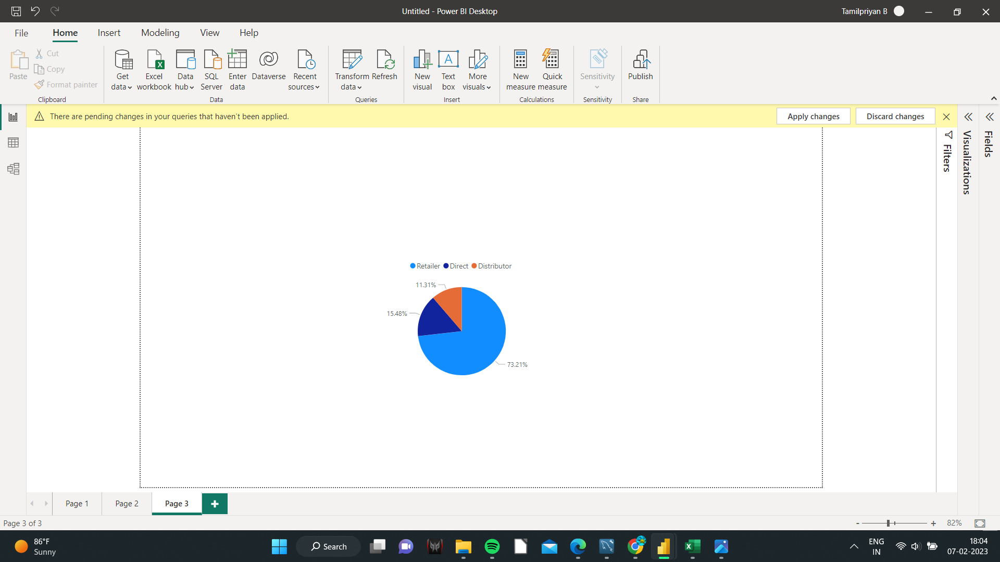 Untitled - Power BI Desktop
Tamilpriyan B
File Home Insert Modeling View Help
Paste
Cut
Copy
Format painter
Clipboard
Get data
Excel workbook
Data hub
SQL Server
Enter data
Dataverse
Recent sources
Data
Transform data
Refresh
Queries
New visual
Text box
More visuals
Insert
New measure
Quick measure
Calculations
Sensitivity
Sensitivity
Publish
Share
There are pending changes in your queries that haven't been applied.
Apply changes
Discard changes
Filters
Visualizations
Fields
Retailer Direct Distributor
11.31%
15.48%
73.21%
Page 1 Page 2 Page 3
Page 3 of 3
- + 82%
86°F
Sunny
Search
ENG
IN
18:04
07-02-2023